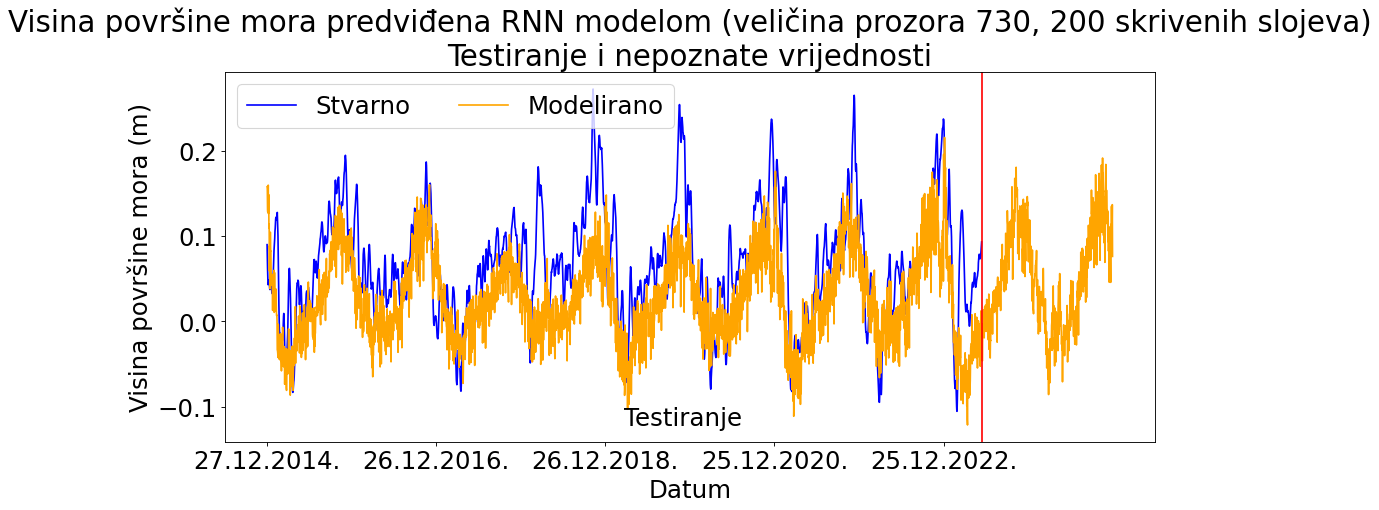 Visina površine mora predviđena RNN modelom (veličina prozora 730, 200 skrivenih slojeva)
Testiranje i nepoznate vrijednosti
Stvarno Modelirano
Visina površine mora (m)
0.2
0.1
0.0
−0.1
Testiranje
27.12.2014. 26.12.2016. 26.12.2018. 25.12.2020. 25.12.2022.
Datum